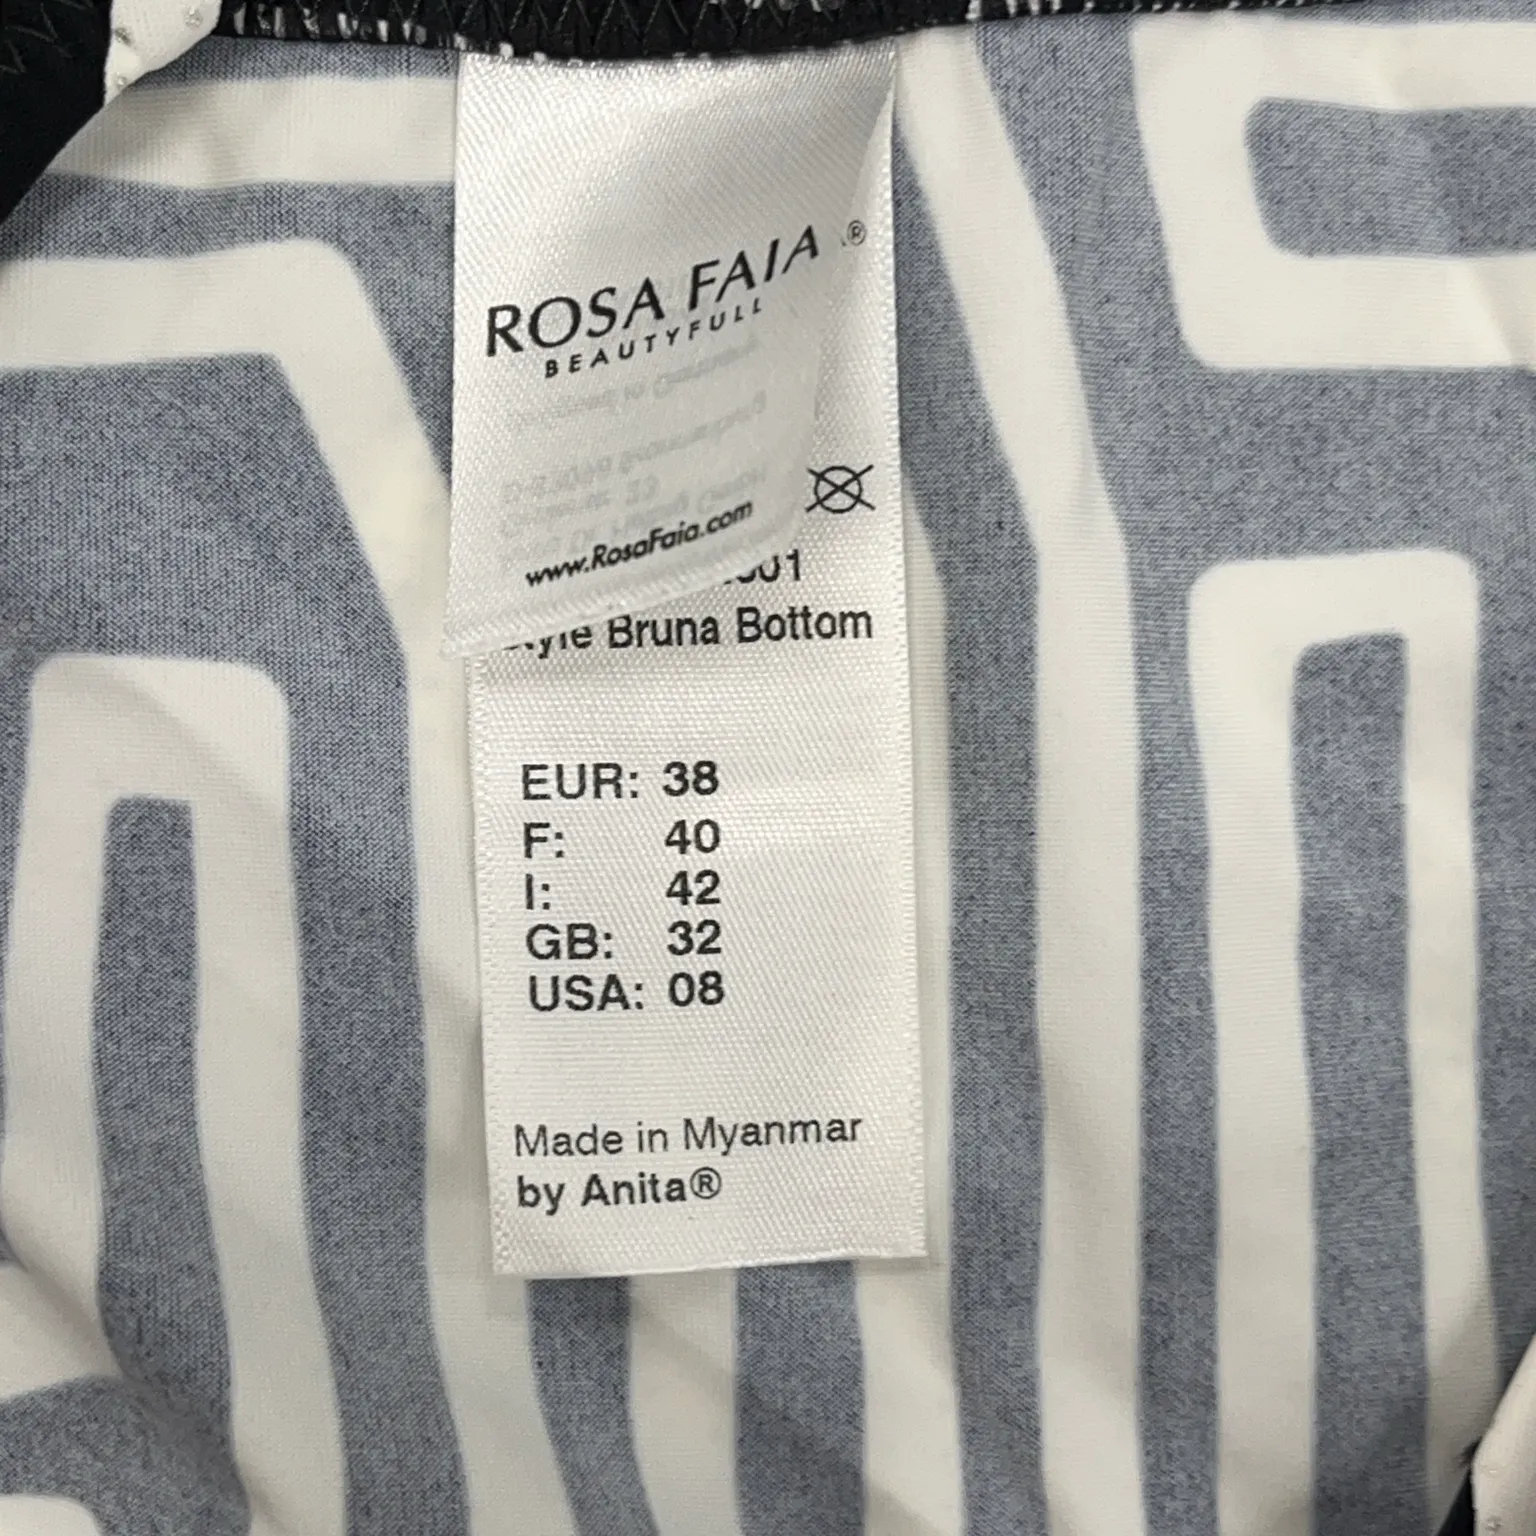 ROSA FAIA ®
BEAUTYFULL
www.RosaFaia.com
Bruna Bottom
EUR: 38
F: 40
I: 42
GB: 32
USA: 08
Made in Myanmar
by Anita®